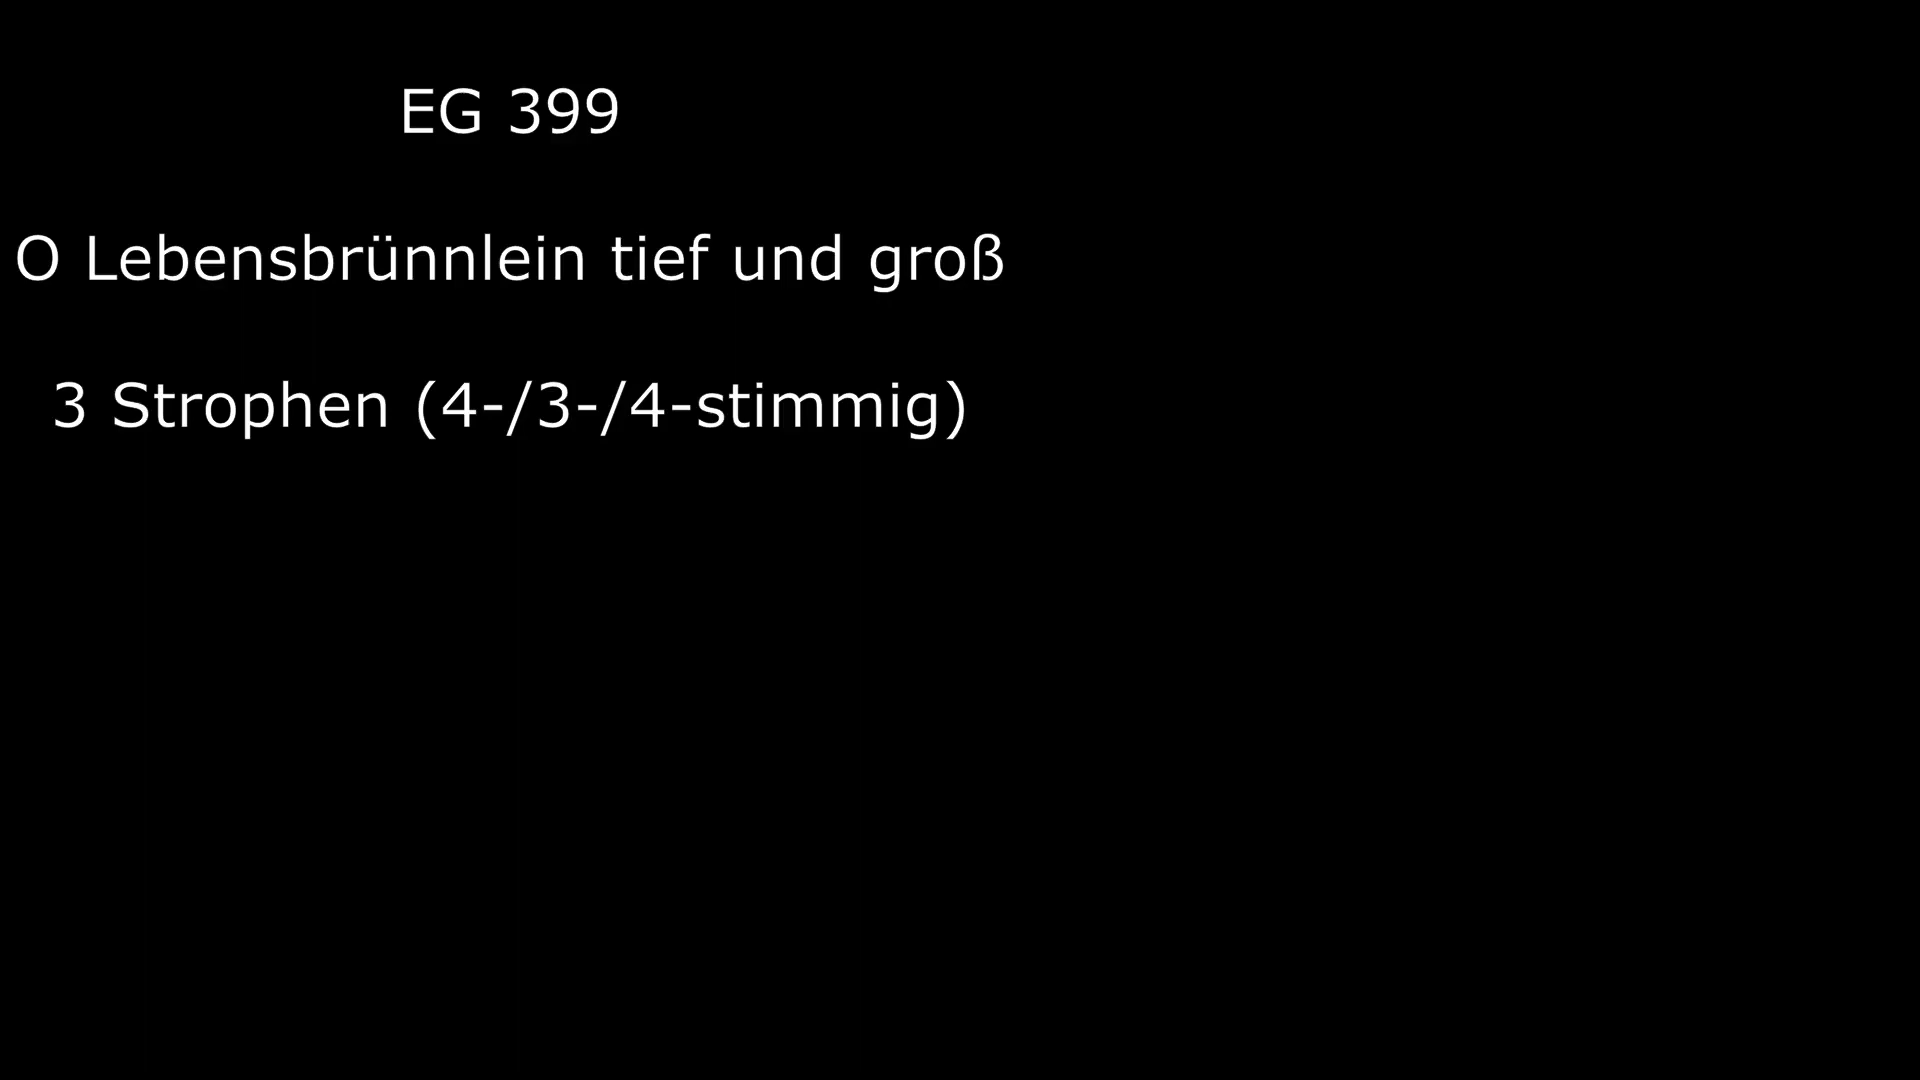 EG 399
O Lebensbrünnlein tief und groß
3 Strophen (4-/3-/4-stimmig)